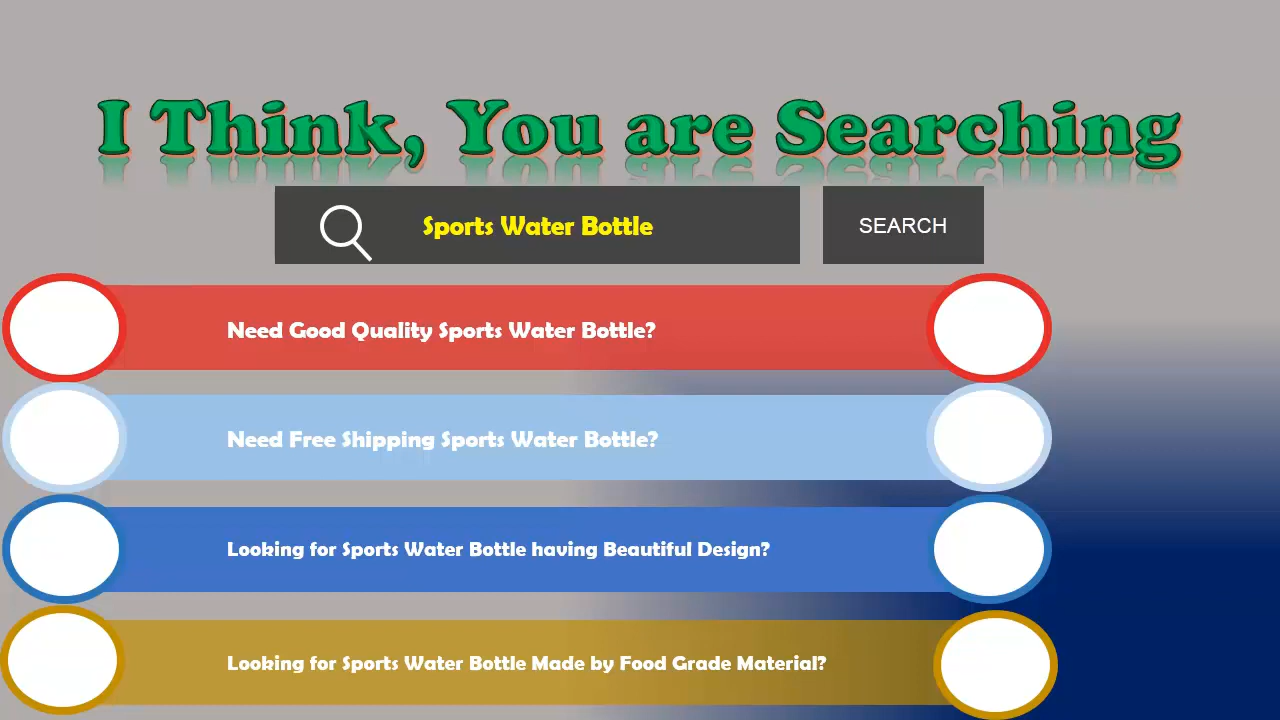 I Think, You are Searching
Sports Water Bottle
SEARCH
Need Good Quality Sports Water Bottle?
Need Free Shipping Sports Water Bottle?
Looking for Sports Water Bottle having Beautiful Design?
Looking for Sports Water Bottle Made by Food Grade Material?